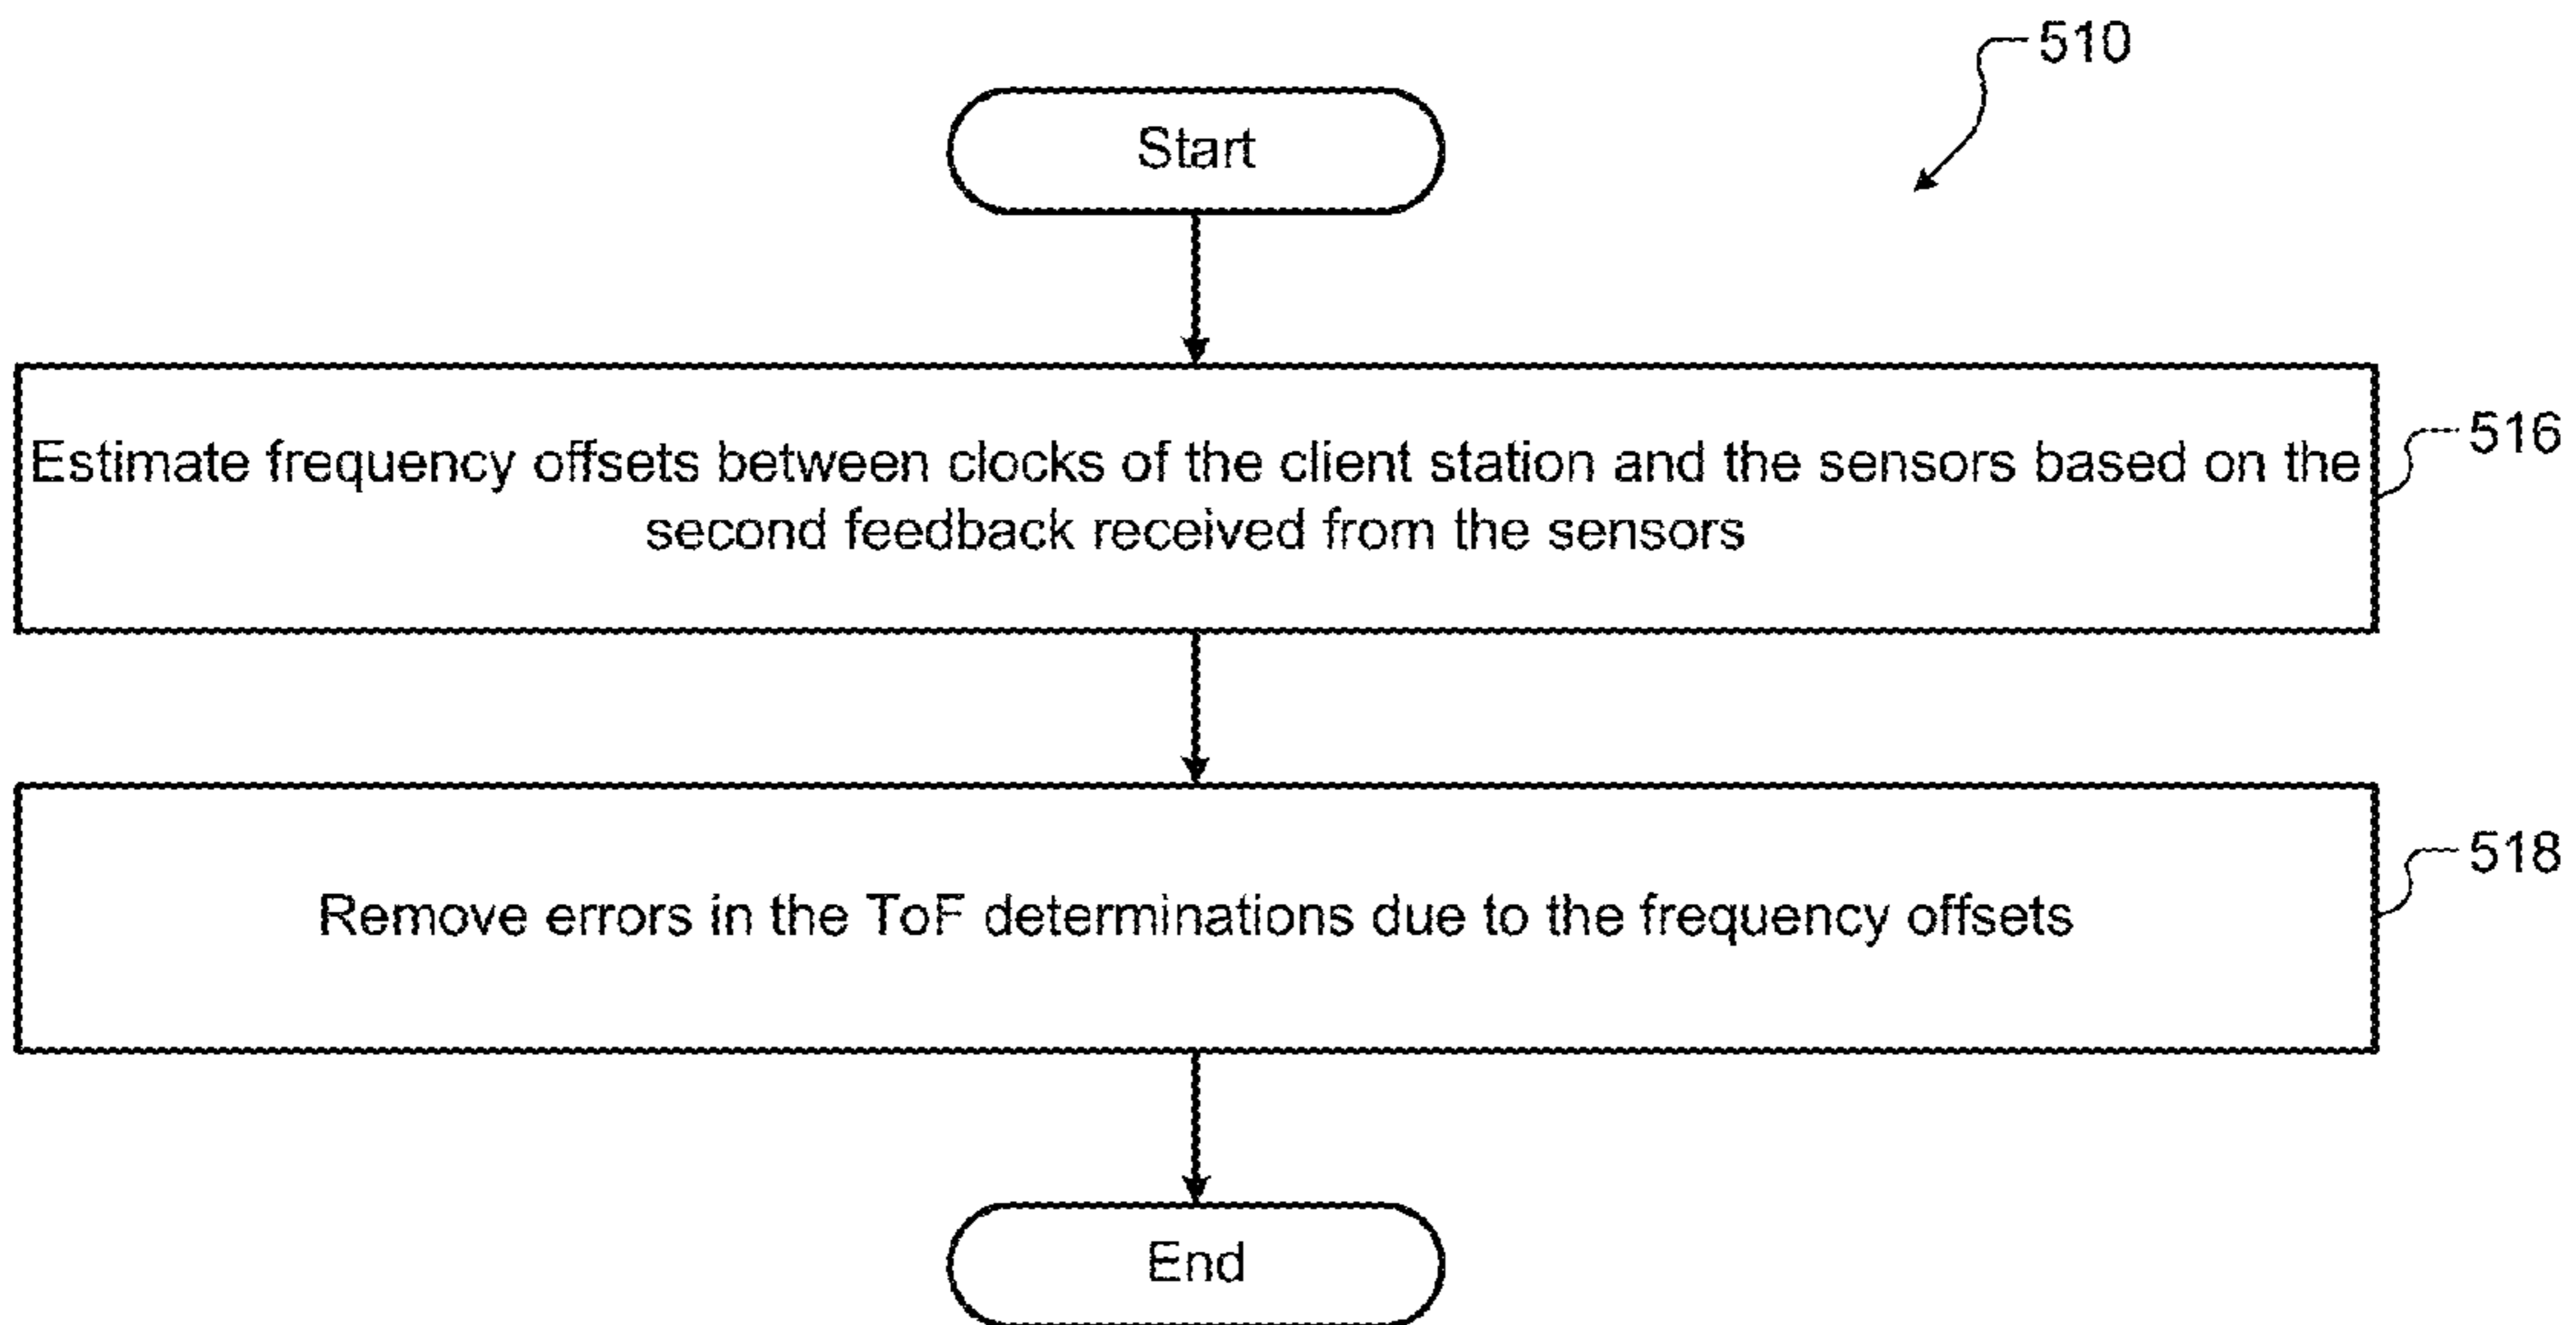 510
Start
Estimate frequency offsets between clocks of the client station and the sensors based on the
second feedback received from the sensors
516
Remove errors in the ToF determinations due to the frequency offsets
518
End